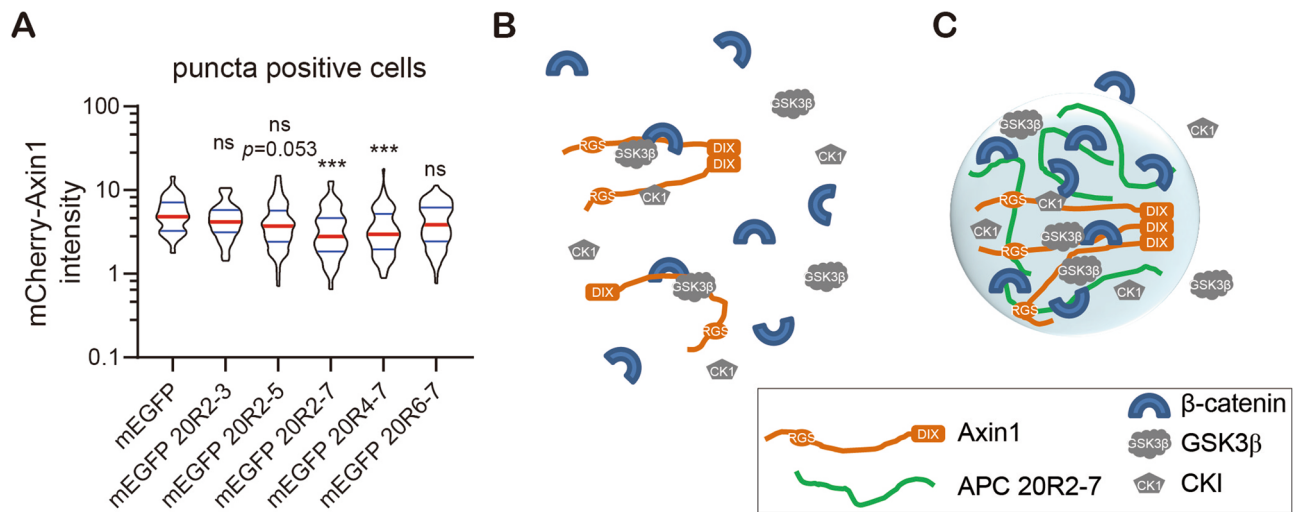 A
puncta positive cells
mCherry-Axin1
intensity
100
10
1
0.1
ns
ns
p=0.053
***
***
ns
mEGFP
mEGFP 20R2-3
mEGFP 20R2-5
mEGFP 20R2-7
mEGFP 20R4-7
mEGFP 20R6-7
B
GSK3β
RGS
GSK3β
DIX
DIX
CK1
RGS
CK1
CK1
DIX
GSK3β
GSK3β
RGS
CK1
C
GSK3β
CK1
RGS
CK1
DIX
CK1
GSK3β
DIX
RGS
DIX
GSK3β
CK1
GSK3β
RGS
RGS
DIX
Axin1
APC 20R2-7
β-catenin
GSK3β
GSK3β
CK1
CKI